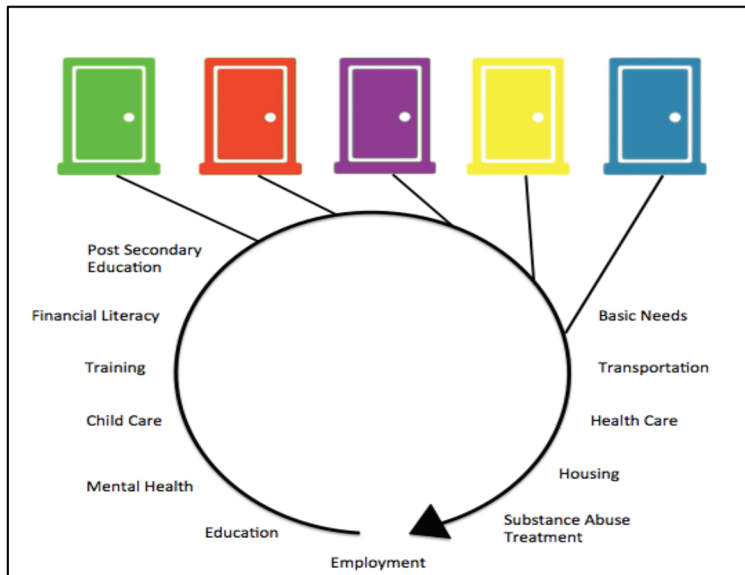 Post Secondary
Education
Financial Literacy
Training
Child Care
Mental Health
Education
Employment
Basic Needs
Transportation
Health Care
Housing
Substance Abuse
Treatment